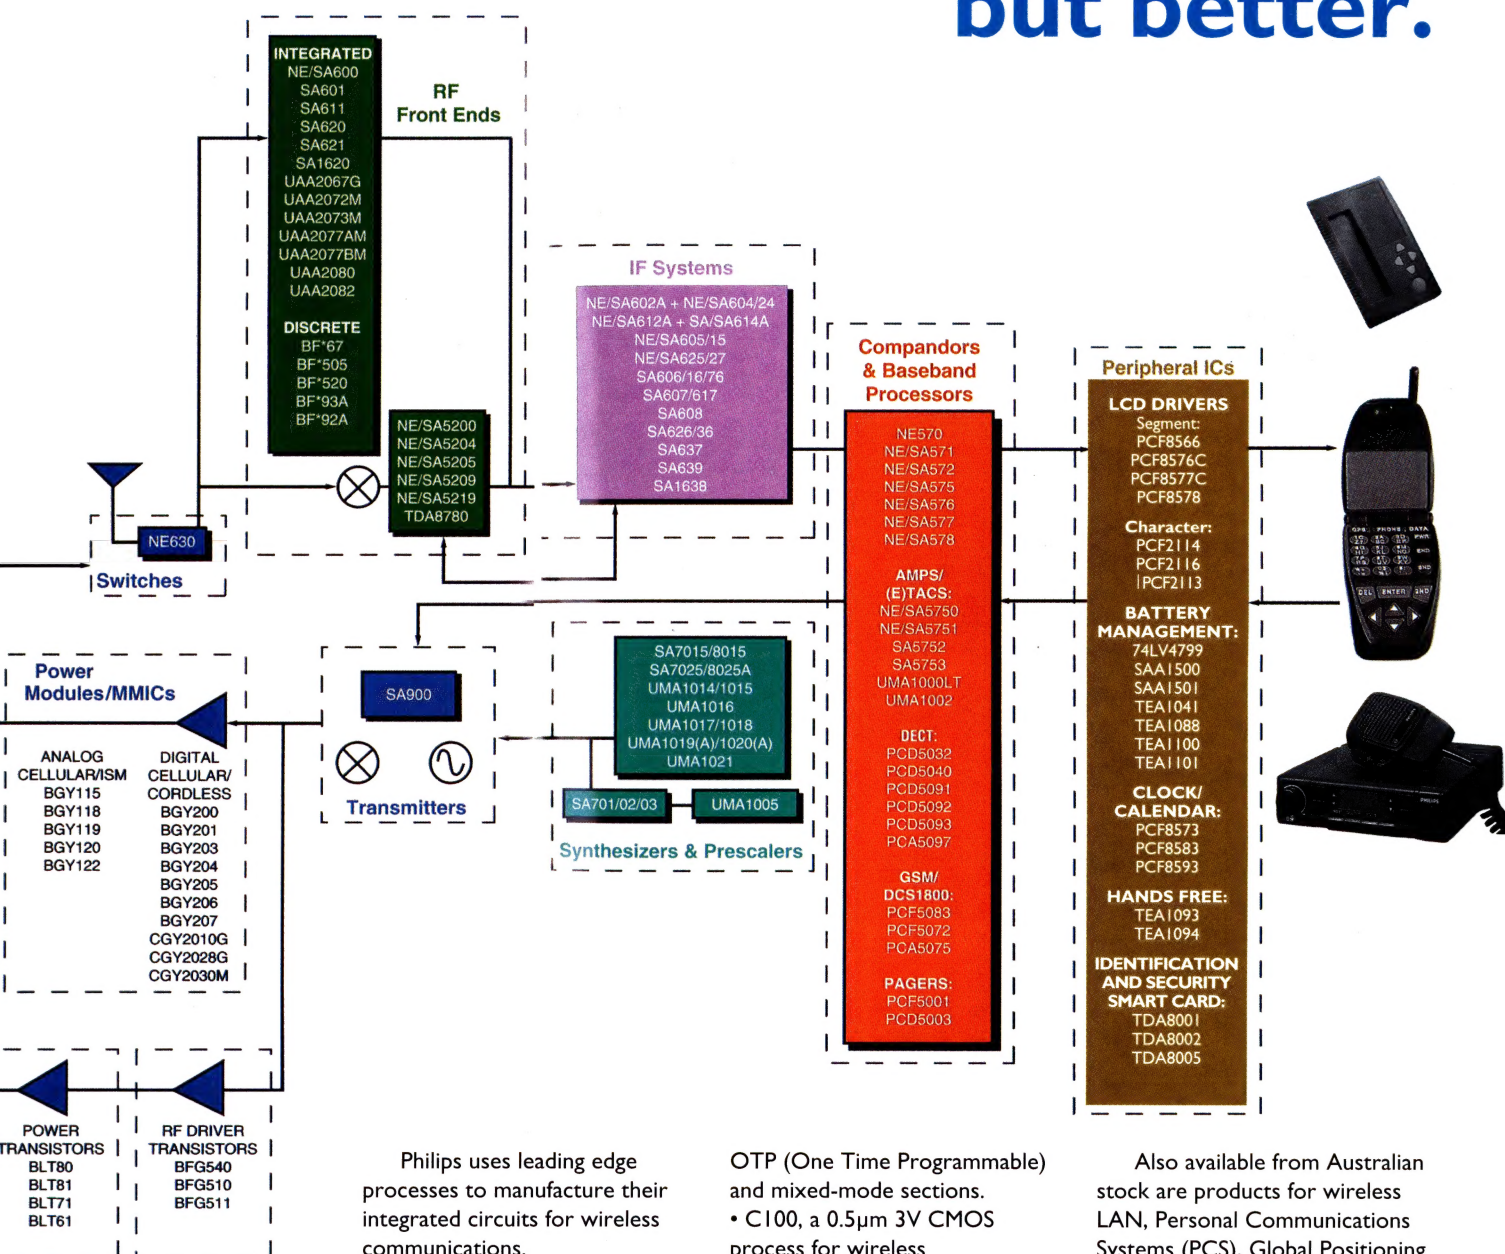 but better.
INTEGRATED
NE/SA600
SA601
SA611
SA620
SA621
SA1620
UAA2067G
UAA2072M
UAA2073M
UAA2077AM
UAA2077BM
UAA2080
UAA2082
DISCRETE
BF*67
BF*505
BF*520
BF*93A
BF*92A
RF
Front Ends
NE/SA5200
NE/SA5204
NE/SA5205
NE/SA5209
NE/SA5219
TDA8780
NE630
Switches
IF Systems
NE/SA602A + NE/SA604/24
NE/SA612A + SA/SA614A
NE/SA605/15
NE/SA625/27
SA606/16/76
SA607/617
SA608
SA626/36
SA637
SA639
SA1638
Compandors
& Baseband
Processors
NE570
NE/SA571
NE/SA572
NE/SA575
NE/SA576
NE/SA577
NE/SA578
AMPS/
(E)TACS:
NE/SA5750
NE/SA5751
SA5752
SA5753
UMA1000LT
UMA1002
DECT:
PCD5032
PCD5040
PCD5091
PCD5092
PCD5093
PCA5097
GSM/
DCS1800:
PCF5083
PCF5072
PCA5075
PAGERS:
PCF5001
PCD5003
Peripheral ICs
LCD DRIVERS
Segment:
PCF8566
PCF8576C
PCF8577C
PCF8578
Character:
PCF2114
PCF2116
PCF2113
BATTERY
MANAGEMENT:
74LV4799
SAA1500
SAA1501
TEA1041
TEA1088
TEA1100
TEA1101
CLOCK/
CALENDAR:
PCF8573
PCF8583
PCF8593
HANDS FREE:
TEA1093
TEA1094
IDENTIFICATION
AND SECURITY
SMART CARD:
TDA8001
TDA8002
TDA8005
Power
Modules/MMICs
ANALOG
CELLULAR/ISM
BGY115
BGY118
BGY119
BGY120
BGY122
DIGITAL
CELLULAR/
CORDLESS
BGY200
BGY201
BGY203
BGY204
BGY205
BGY206
BGY207
CGY2010G
CGY2028G
CGY2030M
SA900
Transmitters
SA7015/8015
SA7025/8025A
UMA1014/1015
UMA1016
UMA1017/1018
UMA1019(A)/1020(A)
UMA1021
SA701/02/03
UMA1005
Synthesizers & Prescalers
GPS PHONE DATA
PWR
END
SND
DEL ENTER
PHILIPS
POWER
TRANSISTORS
BLT80
BLT81
BLT71
BLT61
RF DRIVER
TRANSISTORS
BFG540
BFG510
BFG511
Philips uses leading edge
processes to manufacture their
integrated circuits for wireless
communications.
OTP (One Time Programmable)
and mixed-mode sections.
• C100, a 0.5µm 3V CMOS
process for wireless
Also available from Australian
stock are products for wireless
LAN, Personal Communications
Systems (PCS), Global Positioning